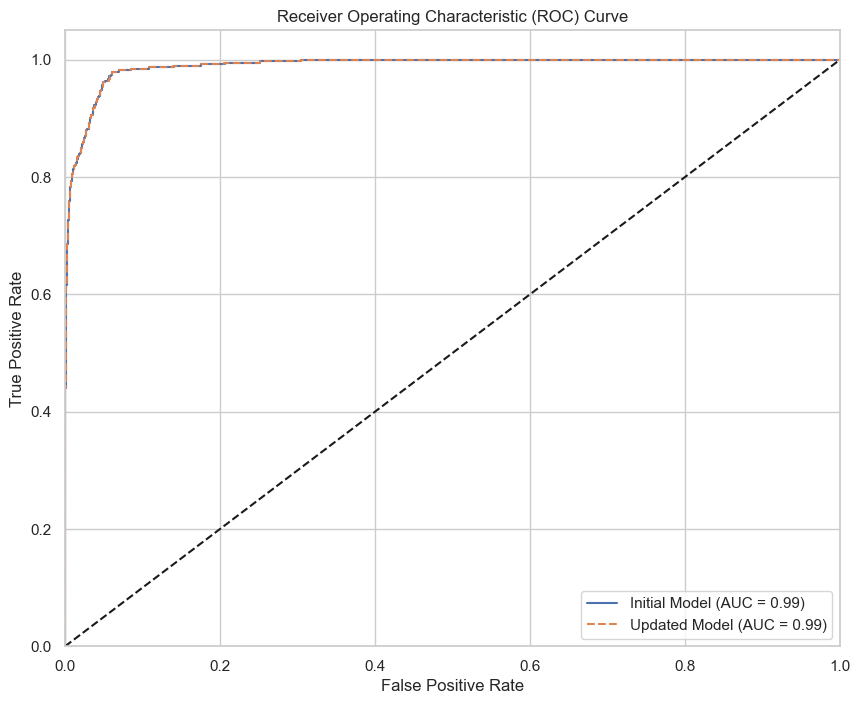 Receiver Operating Characteristic (ROC) Curve
True Positive Rate
1.0
0.8
0.6
0.4
0.2
0.0
0.0
0.2
0.4
0.6
0.8
1.0
False Positive Rate
Initial Model (AUC = 0.99)
Updated Model (AUC = 0.99)